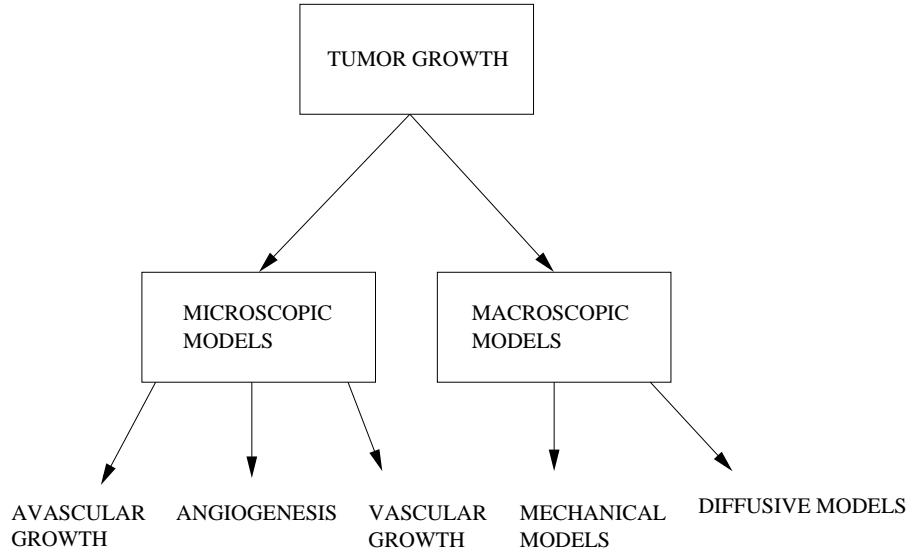 TUMOR GROWTH
MICROSCOPIC
MODELS
MACROSCOPIC
MODELS
AVASCULAR
GROWTH
ANGIOGENESIS
VASCULAR
GROWTH
MECHANICAL
MODELS
DIFFUSIVE MODELS